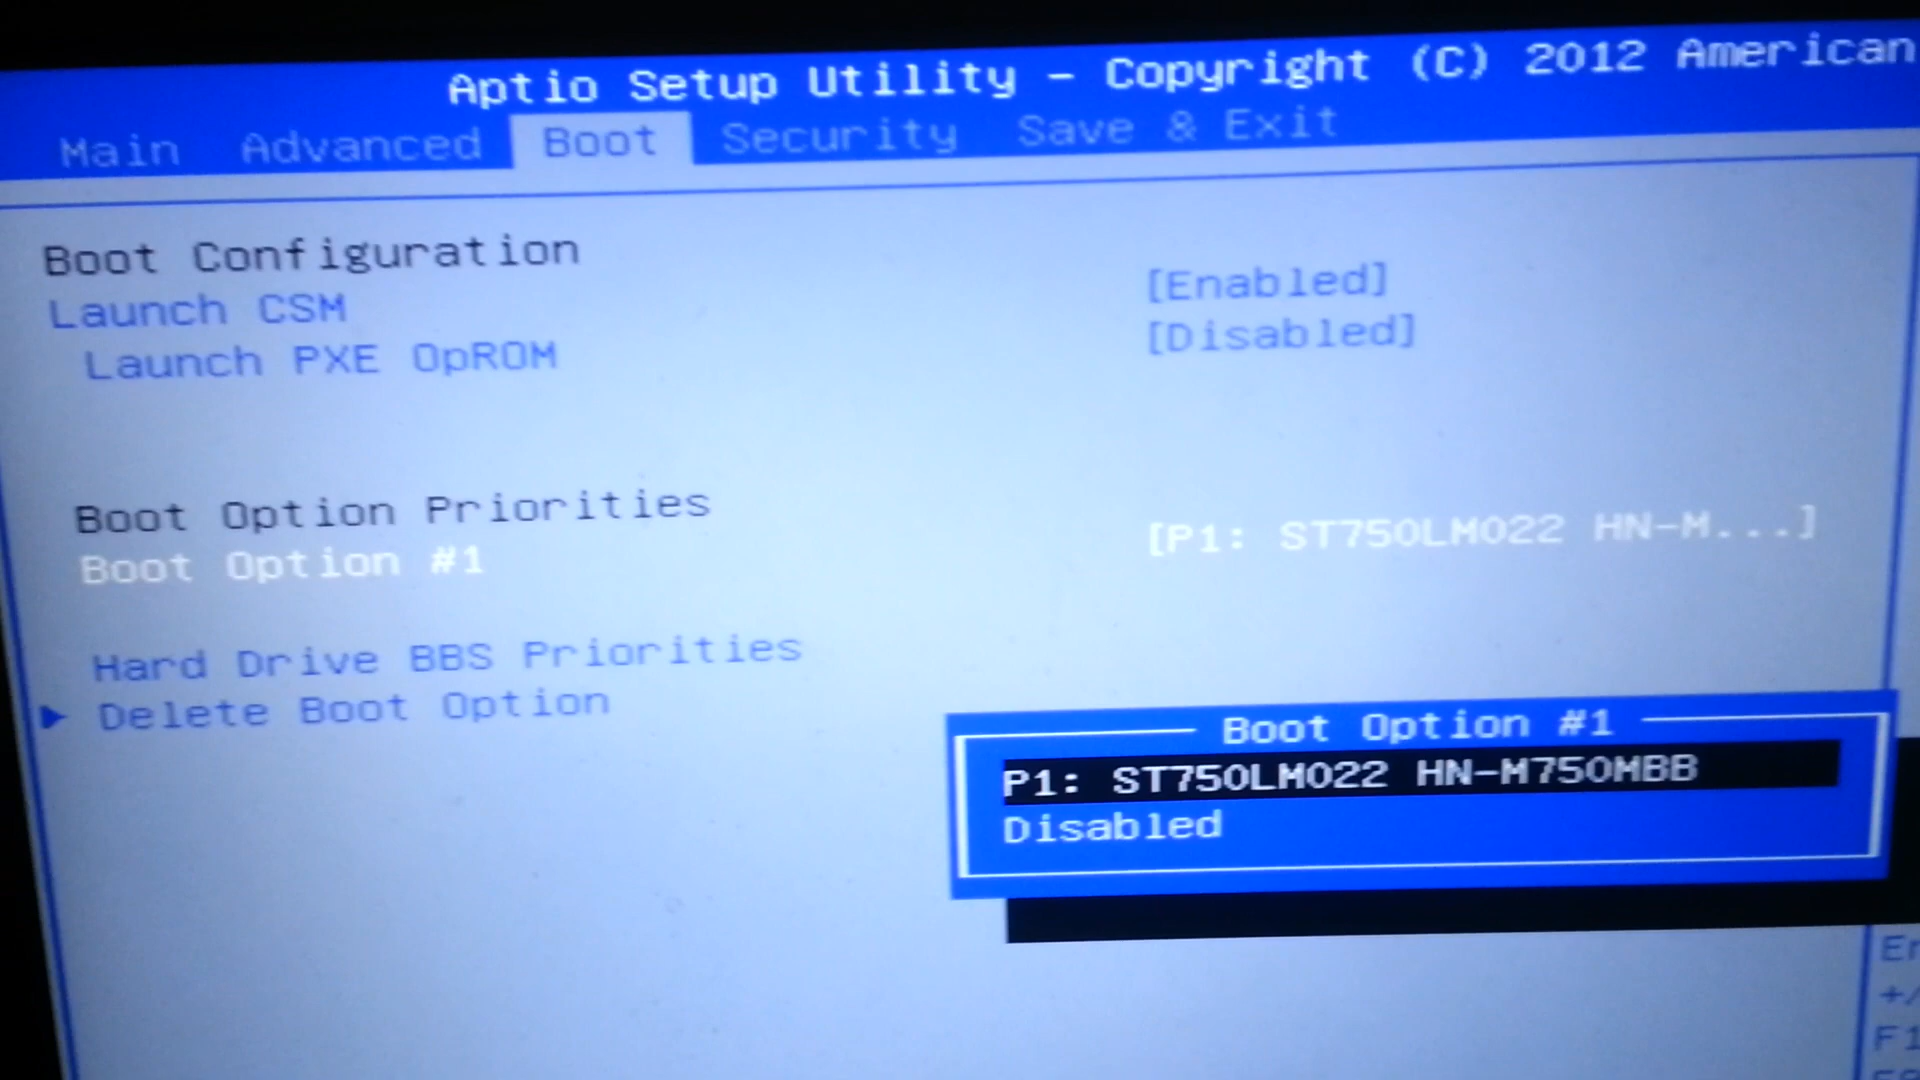 Aptio Setup Utility - Copyright (C) 2012 American
Main Advanced Boot Security Save & Exit
Boot Configuration
Launch CSM [Enabled]
Launch PXE OpROM [Disabled]
Boot Option Priorities
Boot Option #1 [P1: ST750LM022 HN-M...]
Hard Drive BBS Priorities
Delete Boot Option
Boot Option #1
P1: ST750LM022 HN-M750MBB
Disabled